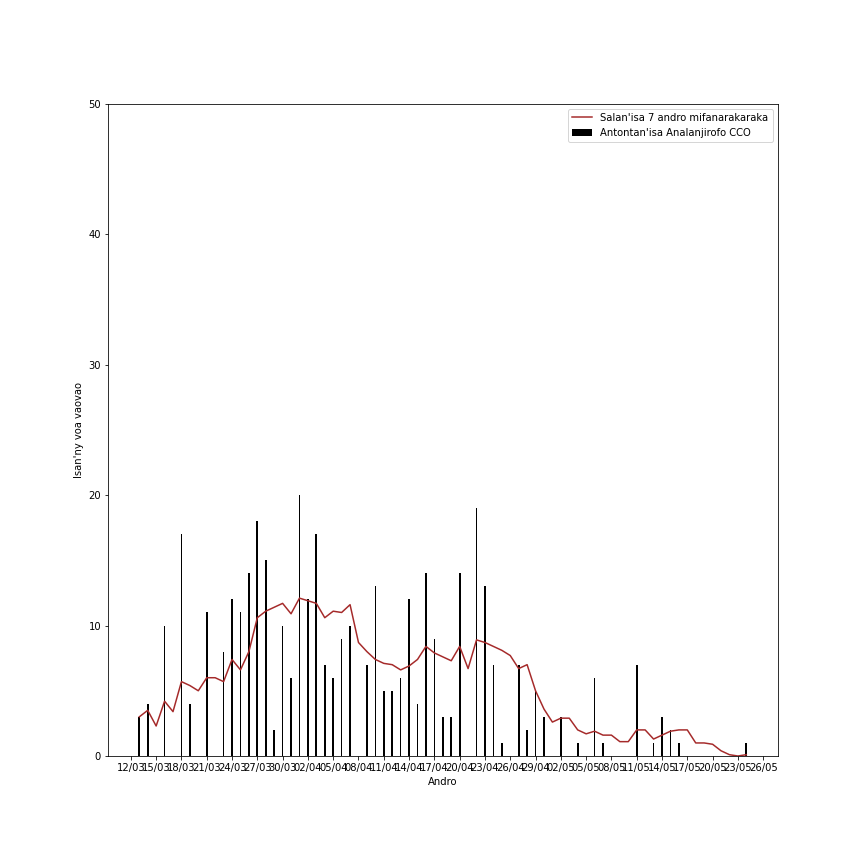 50
Salan'isa 7 andro mifanarakaraka
Antontan'isa Analanjirofo CCO
40
30
Isan'ny voa vaovao
20
10
0
12/03 15/03 18/03 21/03 24/03 27/03 30/03 02/04 05/04 08/04 11/04 14/04 17/04 20/04 23/04 26/04 29/04 02/05 05/05 08/05 11/05 14/05 17/05 20/05 23/05 26/05
Andro